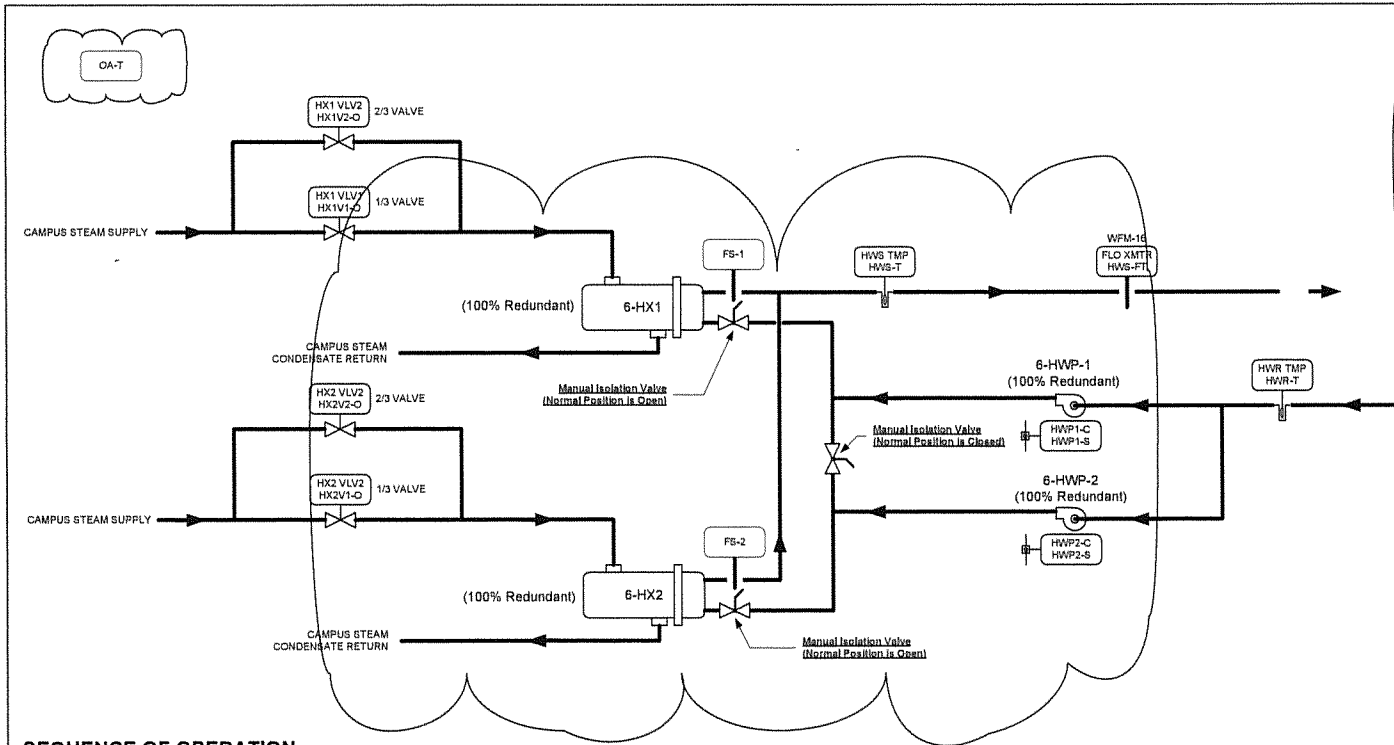 OA-T
HX1 VLV2
HX1V2-O
2/3 VALVE
HX1 VLV1
HX1V1-O
1/3 VALVE
CAMPUS STEAM SUPPLY
FS-1
HWS TMP
HWS-T
WFM-16
FLO XMTR
HWS-FT
(100% Redundant)
6-HX1
CAMPUS STEAM
CONDENSATE RETURN
Manual Isolation Valve
(Normal Position is Open)
6-HWP-1
(100% Redundant)
HWR TMP
HWR-T
HX2 VLV2
HX2V2-O
2/3 VALVE
HWP1-C
HWP1-S
Manual Isolation Valve
(Normal Position is Closed)
HX2 VLV2
HX2V1-O
1/3 VALVE
6-HWP-2
(100% Redundant)
CAMPUS STEAM SUPPLY
FS-2
HWP2-C
HWP2-S
(100% Redundant)
6-HX2
CAMPUS STEAM
CONDENSATE RETURN
Manual Isolation Valve
(Normal Position is Open)
SEQUENCE OF OPERATION